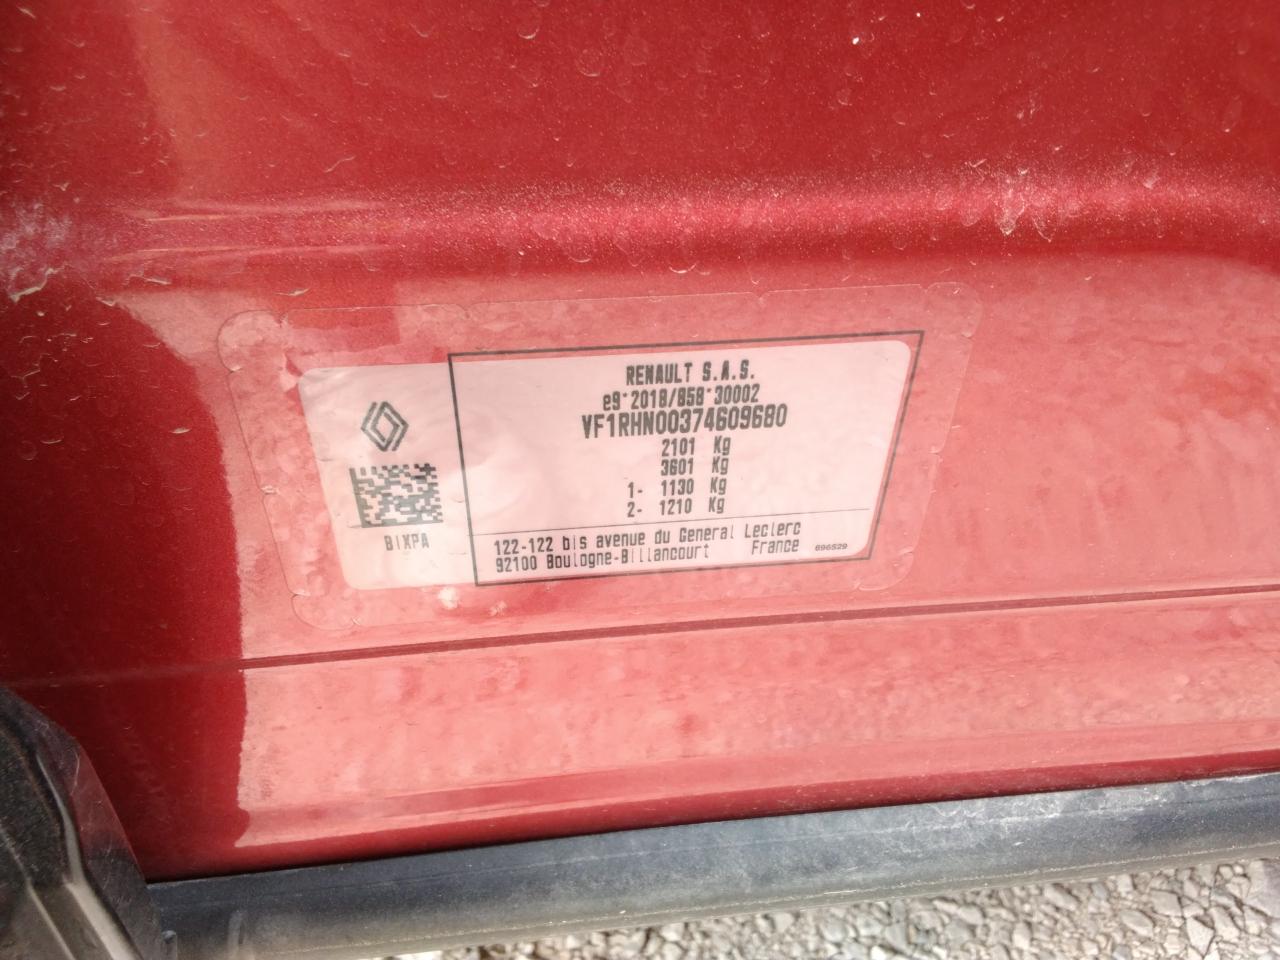 RENAULT S.A.S.
e9*2018/858*30002
VF1RHN00374609680
2101 Kg
3601 Kg
1- 1130 Kg
2- 1210 Kg
BIXPA
122-122 bis avenue du General Leclerc
92100 Boulogne-Billancourt France 696529